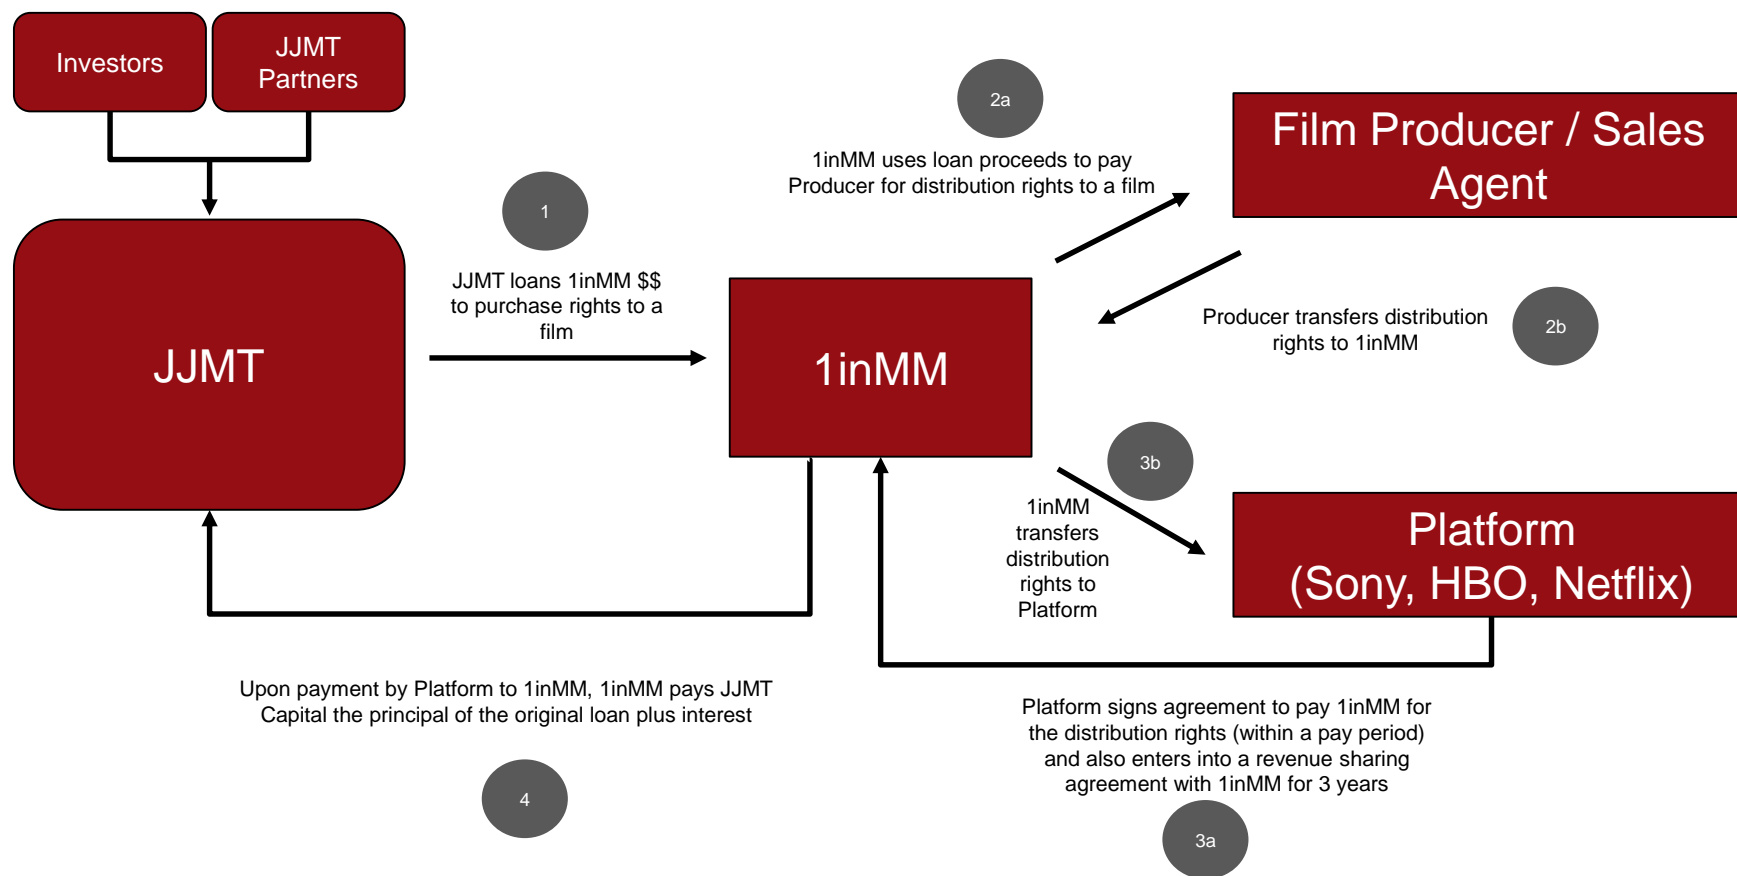 Investors
JJMT
Partners
2a
Film Producer / Sales
Agent
1inMM uses loan proceeds to pay
Producer for distribution rights to a film
1
JJMT loans 1inMM $$
to purchase rights to a
film
JJMT
1inMM
Producer transfers distribution
rights to 1inMM
2b
3b
1inMM
transfers
distribution
rights to
Platform
Platform
(Sony, HBO, Netflix)
Upon payment by Platform to 1inMM, 1inMM pays JJMT
Capital the principal of the original loan plus interest
4
Platform signs agreement to pay 1inMM for
the distribution rights (within a pay period)
and also enters into a revenue sharing
agreement with 1inMM for 3 years
3a